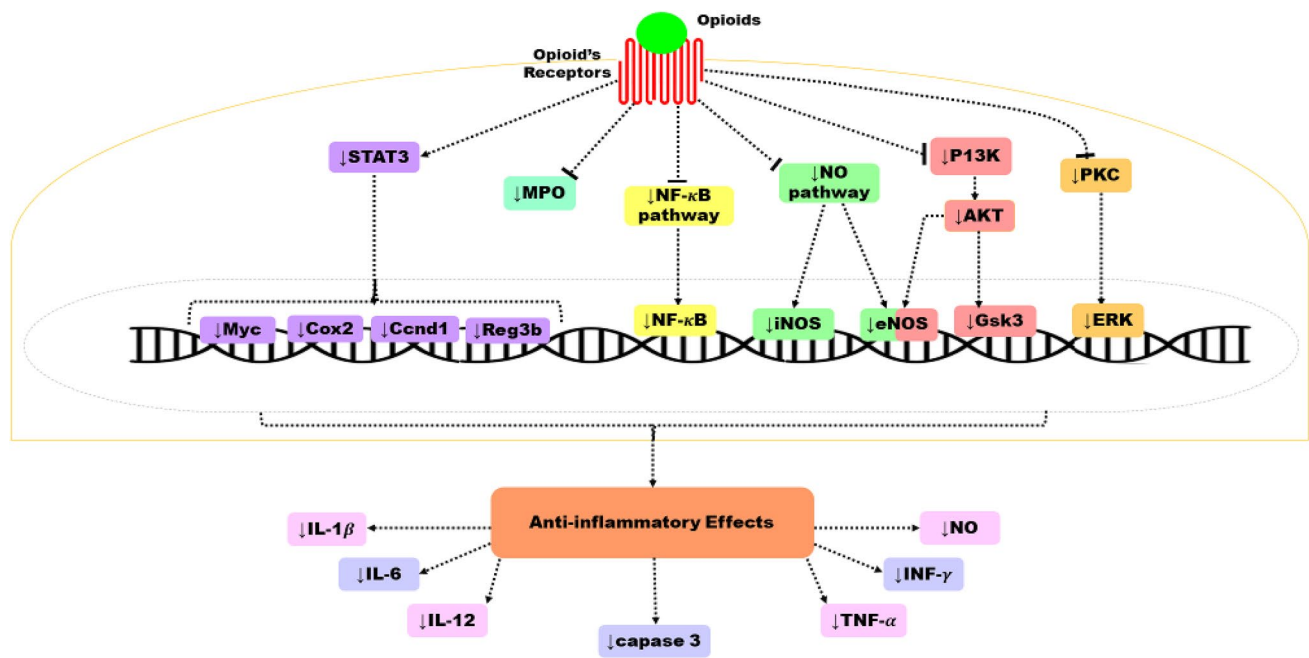 Opioids
Opioid's
Receptors
↓STAT3
↓MPO
↓NF-κB
pathway
↓NO
pathway
↓P13K
↓PKC
↓AKT
↓Myc
↓Cox2
↓Ccnd1
↓Reg3b
↓NF-κB
↓iNOS
↓eNOS
↓Gsk3
↓ERK
Anti-inflammatory Effects
↓IL-1β
↓IL-6
↓IL-12
↓capase 3
↓TNF-α
↓INF-γ
↓NO